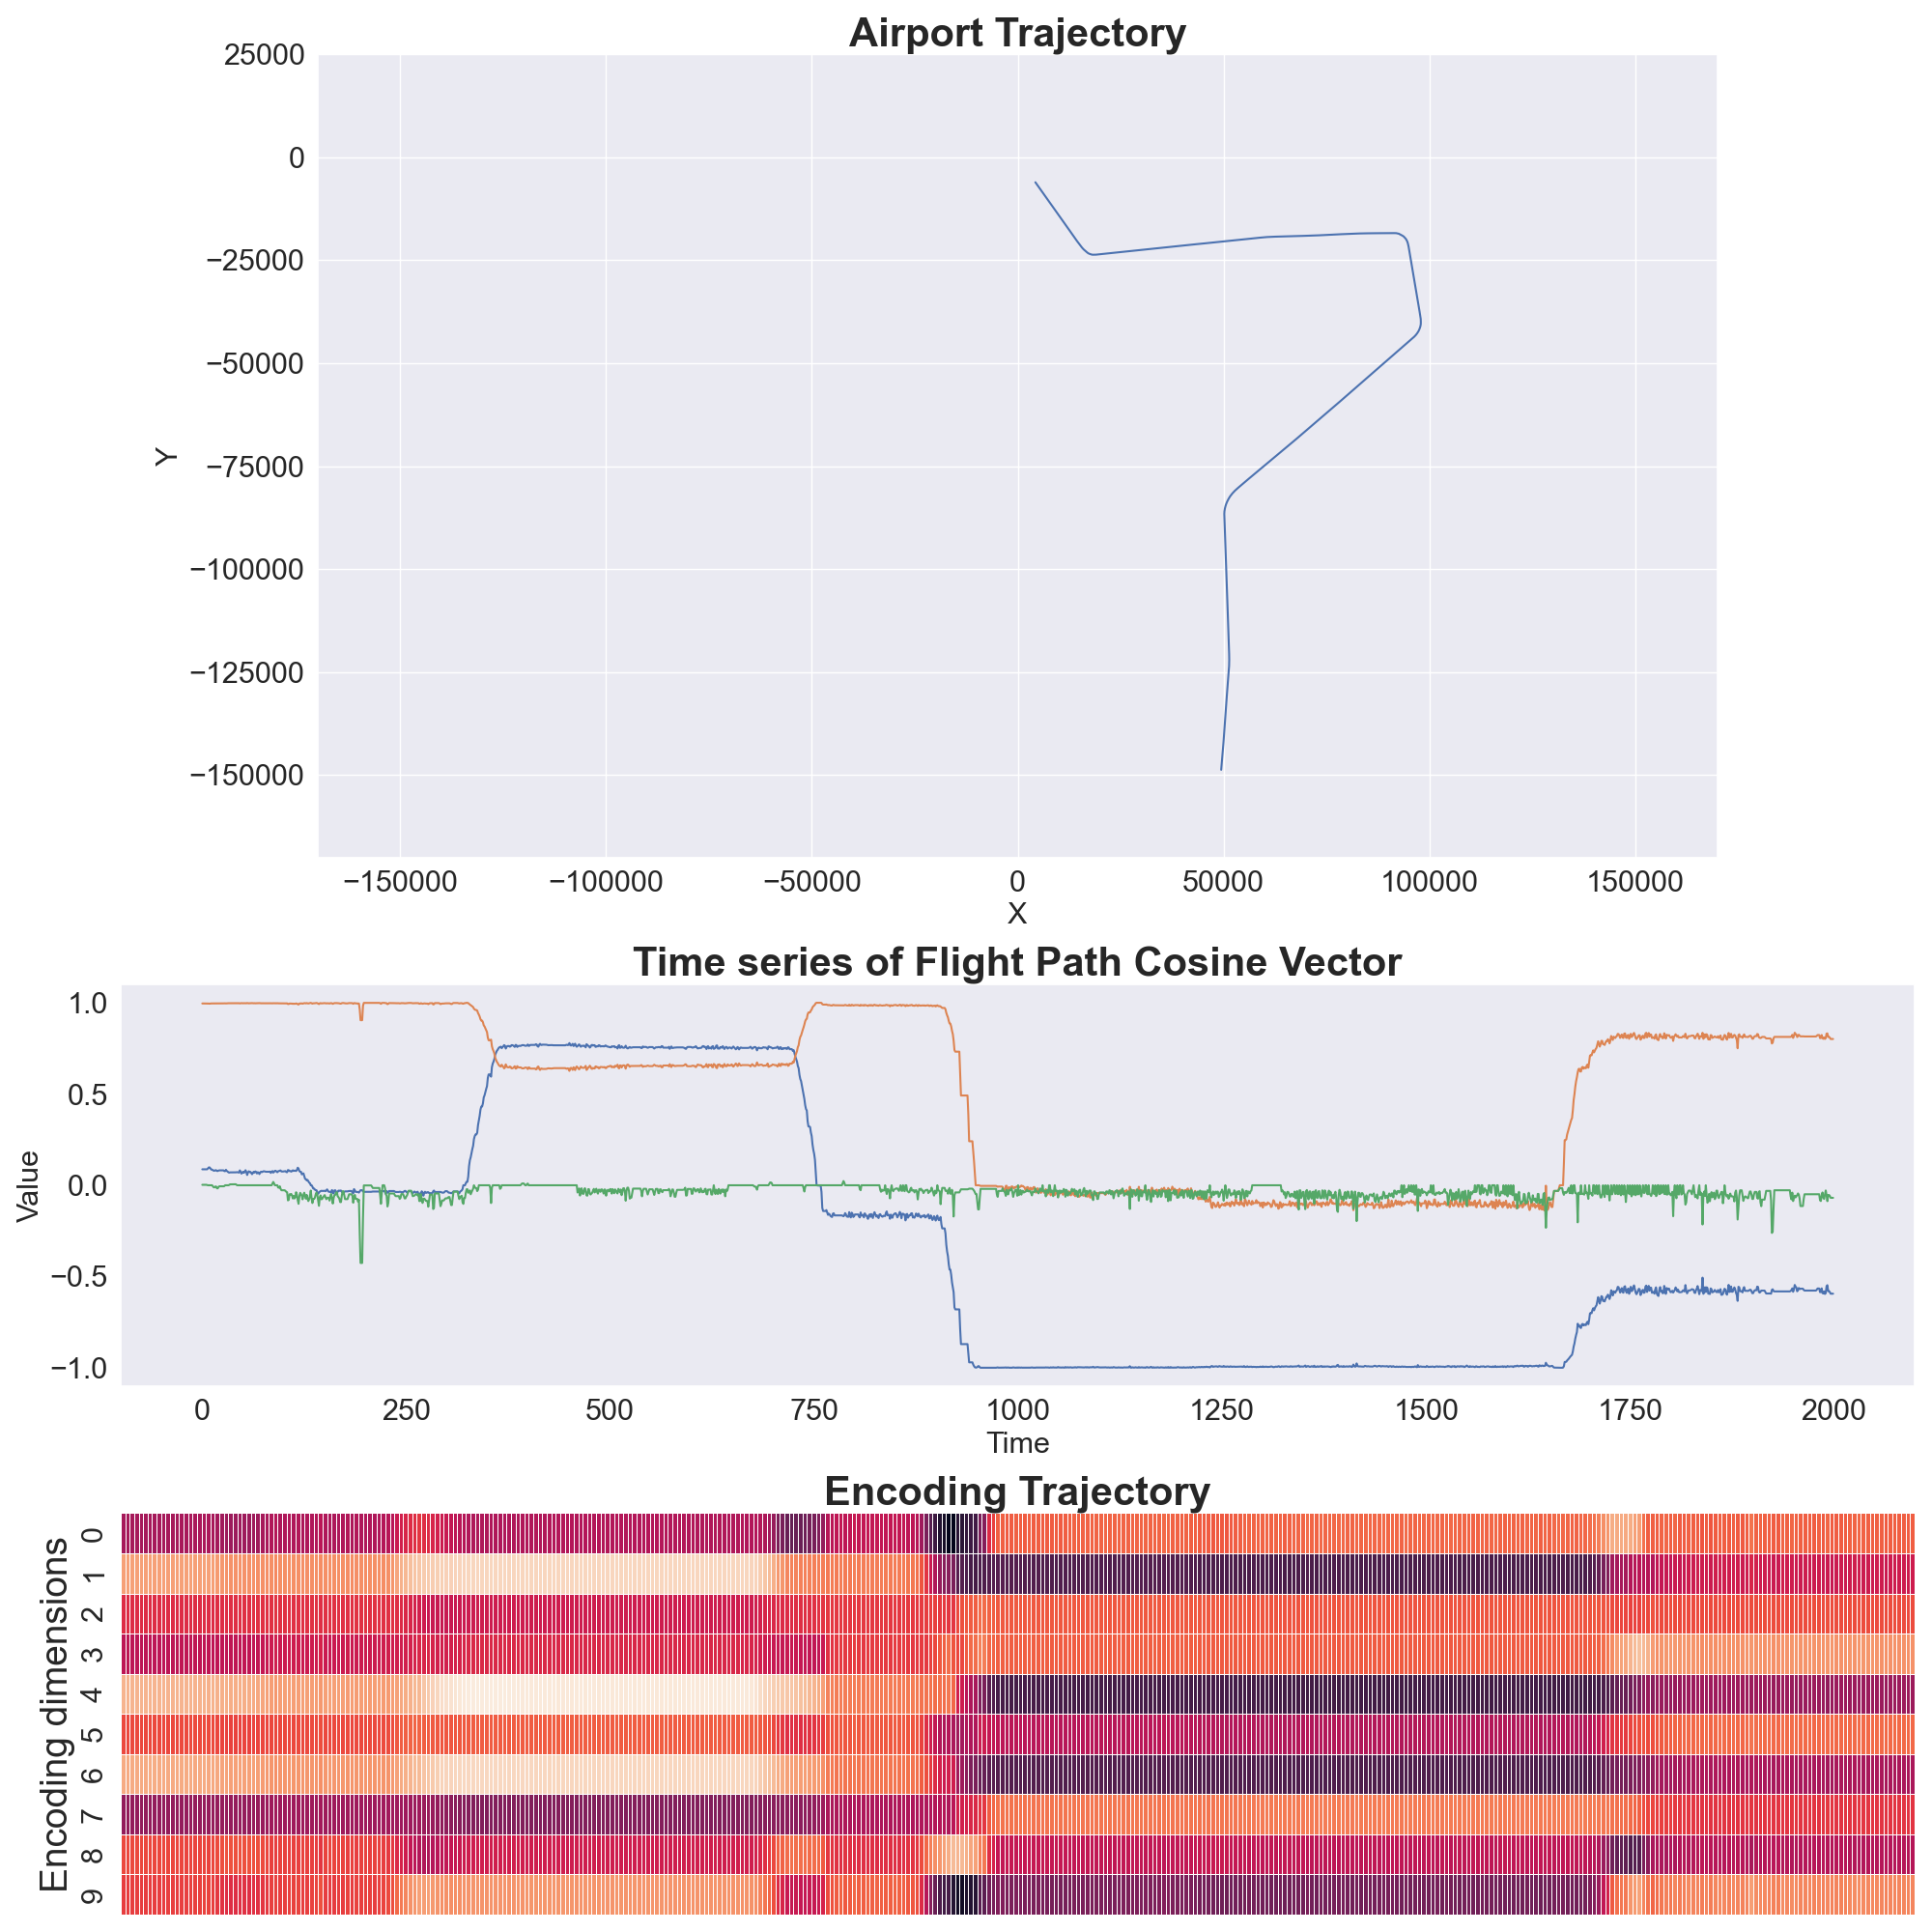 Airport Trajectory
25000
0
−25000
−50000
−75000
−100000
−125000
−150000
Y
−150000 −100000 −50000 0 50000 100000 150000
X
Time series of Flight Path Cosine Vector
1.0
0.5
0.0
−0.5
−1.0
Value
0 250 500 750 1000 1250 1500 1750 2000
Time
Encoding Trajectory
Encoding dimensions
0
1
2
3
4
5
6
7
8
9